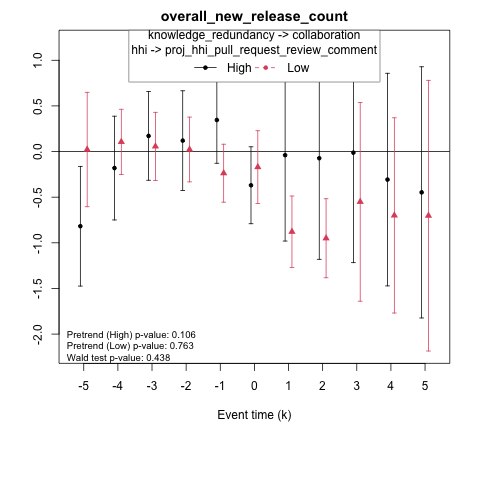 overall_new_release_count
knowledge_redundancy -> collaboration
hhi -> proj_hhi_pull_request_review_comment
High Low
1.0
0.5
0.0
-0.5
-1.0
-1.5
-2.0
Pretrend (High) p-value: 0.106
Pretrend (Low) p-value: 0.763
Wald test p-value: 0.438
-5 -4 -3 -2 -1 0 1 2 3 4 5
Event time (k)